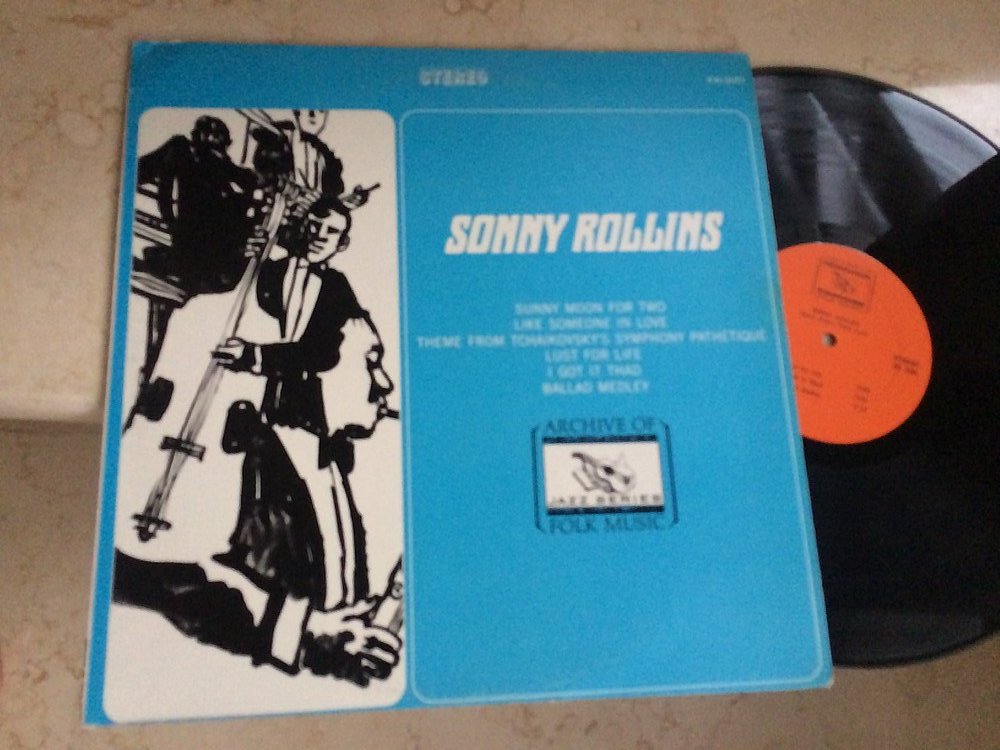 STEREO
SONNY ROLLINS
SUNNY MOON FOR TWO
LIKE SOMEONE IN LOVE
THEME FROM TCHAIKOVSKY'S SYMPHONY PATHETIQUE
LUST FOR LIFE
I GOT IT THAD
BALLAD MEDLEY
ARCHIVE OF
JAZZ SERIES
FOLK MUSIC